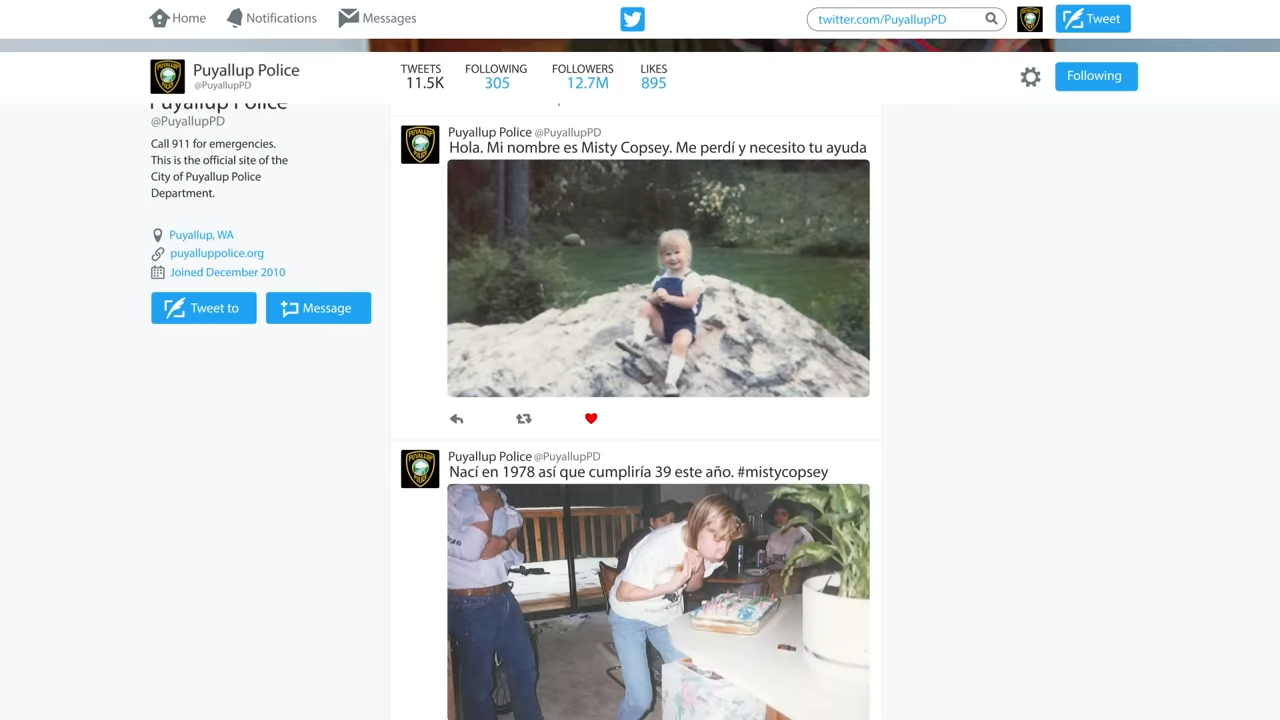 Home
Notifications
Messages
twitter.com/PuyallupPD
Tweet
Puyallup Police
@PuyallupPD
TWEETS
11.5K
FOLLOWING
305
FOLLOWERS
12.7M
LIKES
895
Following
Puyallup Police
@PuyallupPD
Call 911 for emergencies.
This is the official site of the
City of Puyallup Police
Department.
Puyallup, WA
puyalluppolice.org
Joined December 2010
Tweet to
Message
Puyallup Police @PuyallupPD
Hola. Mi nombre es Misty Copsey. Me perdí y necesito tu ayuda
Puyallup Police @PuyallupPD
Nací en 1978 así que cumpliría 39 este año. #mistycopsey